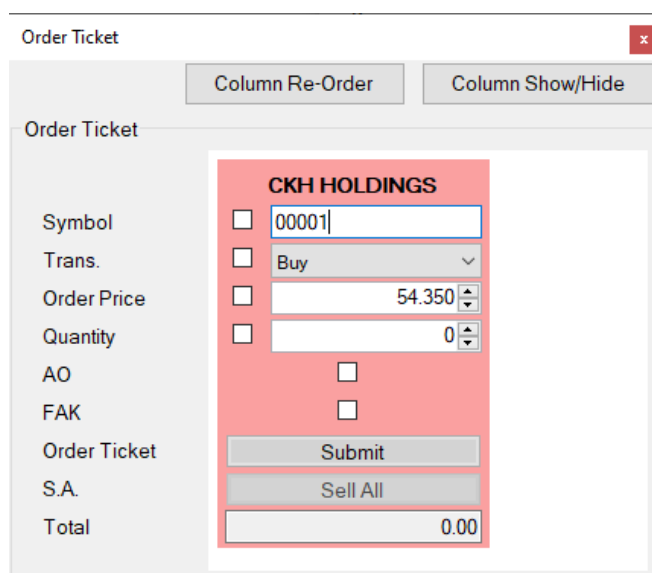 Order Ticket x
Column Re-Order Column Show/Hide
Order Ticket
CKH HOLDINGS
Symbol 00001
Trans. Buy
Order Price 54.350
Quantity 0
AO
FAK
Order Ticket Submit
S.A. Sell All
Total 0.00